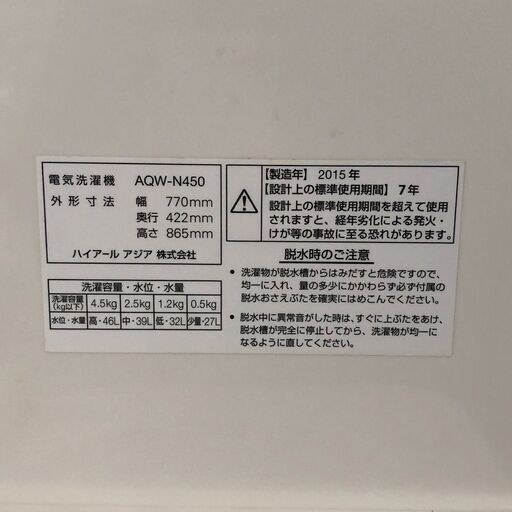 電気洗濯機 AQW-N450
外形寸法 幅 770mm
奥行 422mm
高さ 865mm
ハイアール アジア 株式会社
洗濯容量・水位・水量
洗濯容量(kg以下) 4.5kg 2.5kg 1.2kg 0.5kg
水位・水量 高・46L 中・39L 低・32L 少量・27L
【製造年】 2015年
【設計上の標準使用期間】 7年
設計上の標準使用期間を超えて使用
されますと、経年劣化による発火・
けが等の事故に至る恐れがあります。
脱水時のご注意
・洗濯物が脱水槽からはみだすと危険ですので、
均一に入れ、量の多少にかかわらず必ず付属の
脱水おさえぶたを確実にはめこんでください。
・脱水中に異常音がした時は、すぐに上ぶたをあけ、
脱水槽が完全に停止してから、洗濯物が均一に
なるように直してください。